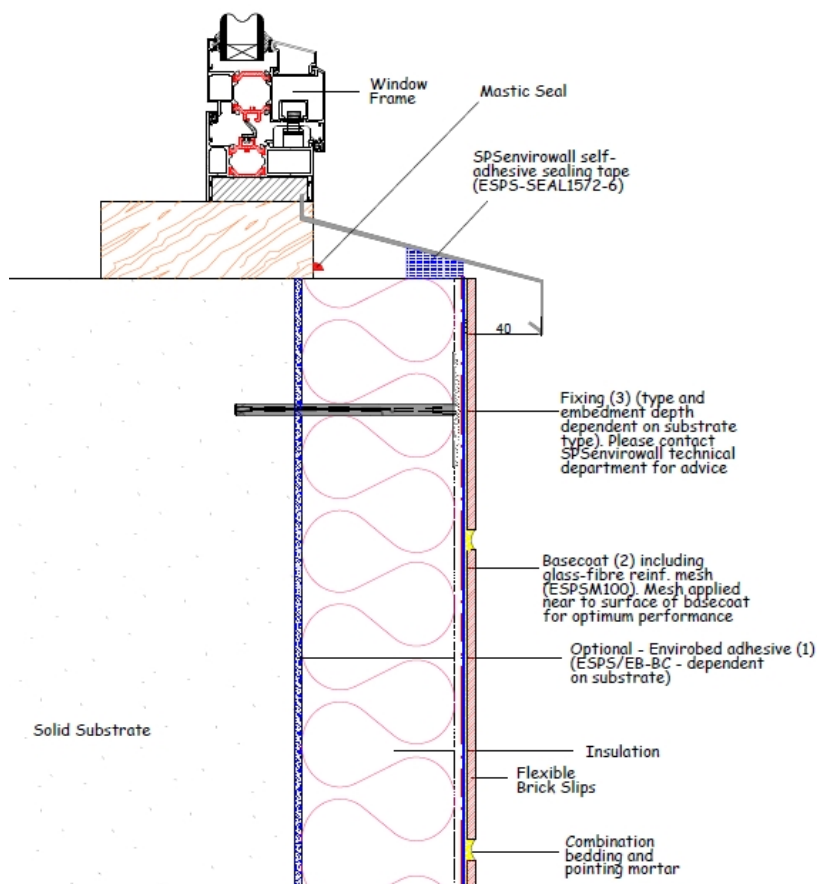 Window
Frame
Mastic Seal
SPSenvirowall self-
adhesive sealing tape
(ESPS-SEAL1572-6)
40
Fixing (3) (type and
embedment depth
dependent on substrate
type). Please contact
SPSenvirowall technical
department for advice
Basecoat (2) including
glass-fibre reinf. mesh
(ESPSM100). Mesh applied
near to surface of basecoat
for optimum performance
Optional - Envirobed adhesive (1)
(ESPS/EB-BC - dependent
on substrate)
Solid Substrate
Insulation
Flexible
Brick Slips
Combination
bedding and
pointing mortar